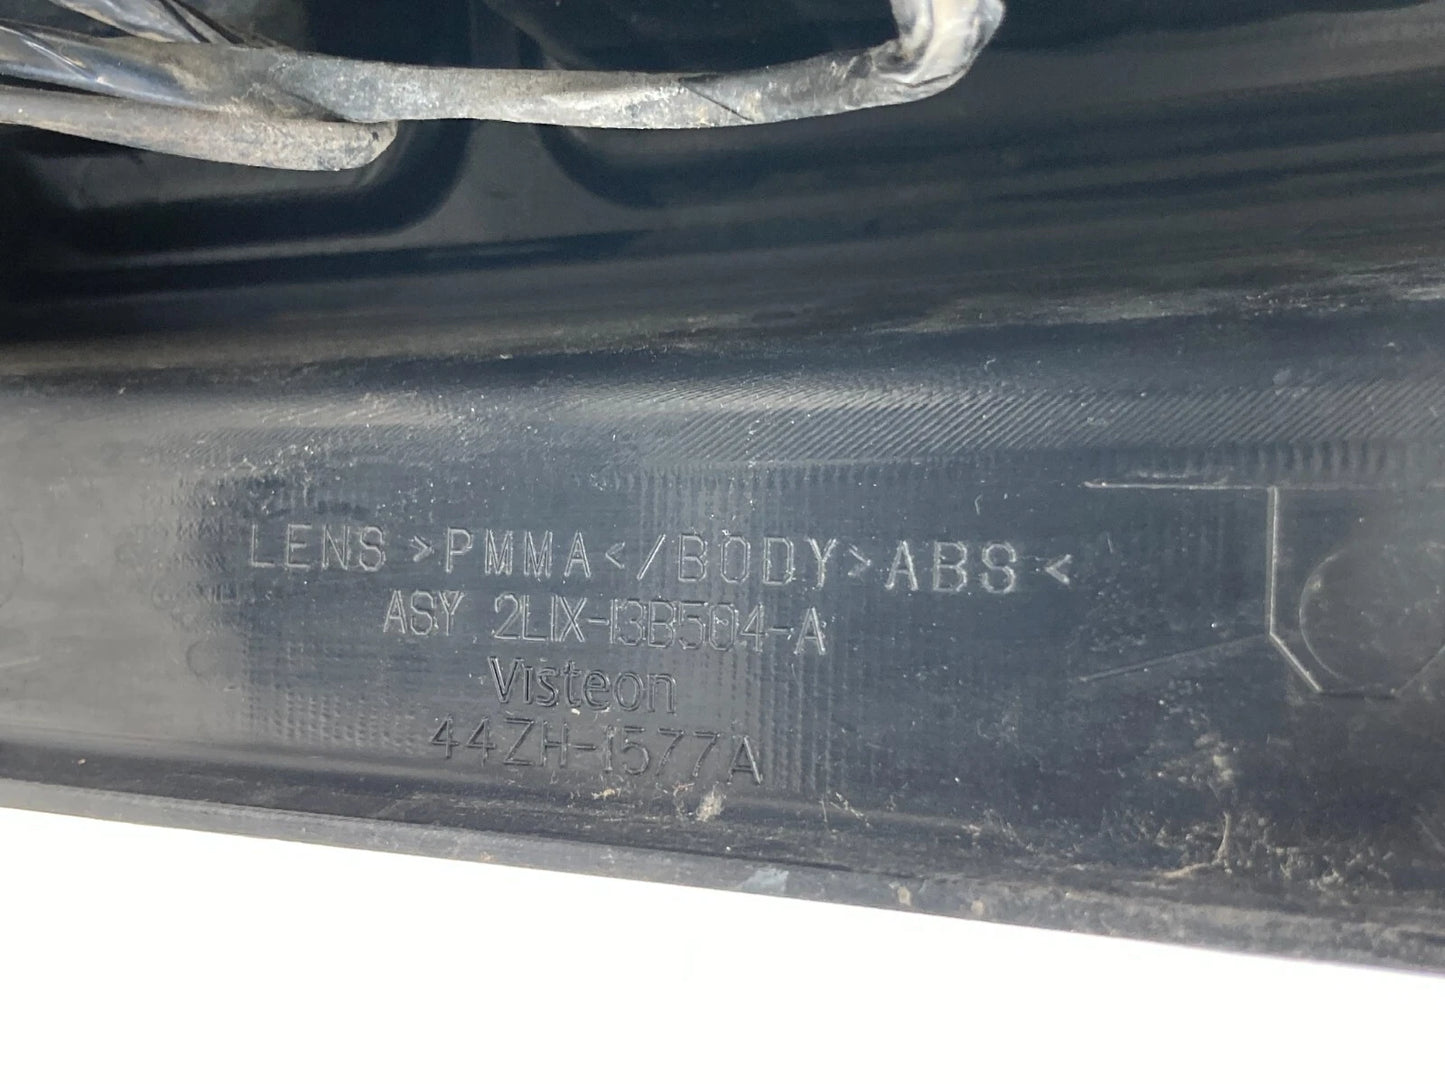 LENS >PMMA</BODY>ABS<
ASY 2L1X-13B504-A
Visteon
44ZH-1577A